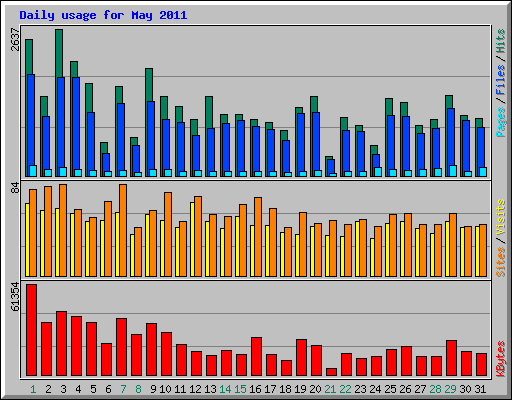 Daily usage for May 2011
2637
Pages / Files / Hits
84
Sites / Visits
61354
KBytes
1 2 3 4 5 6 7 8 9 10 11 12 13 14 15 16 17 18 19 20 21 22 23 24 25 26 27 28 29 30 31